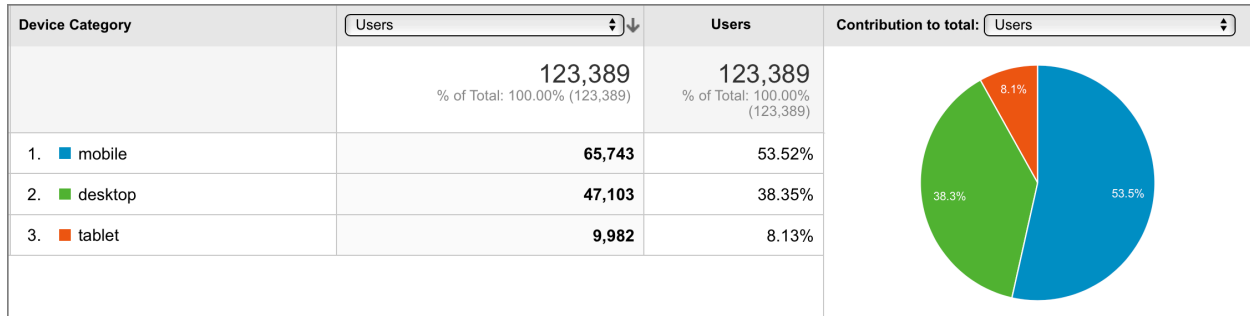 Device Category
Users
Users
Contribution to total: Users
123,389
% of Total: 100.00% (123,389)
123,389
% of Total: 100.00%
(123,389)
1. mobile 65,743 53.52%
2. desktop 47,103 38.35%
3. tablet 9,982 8.13%
8.1%
38.3%
53.5%